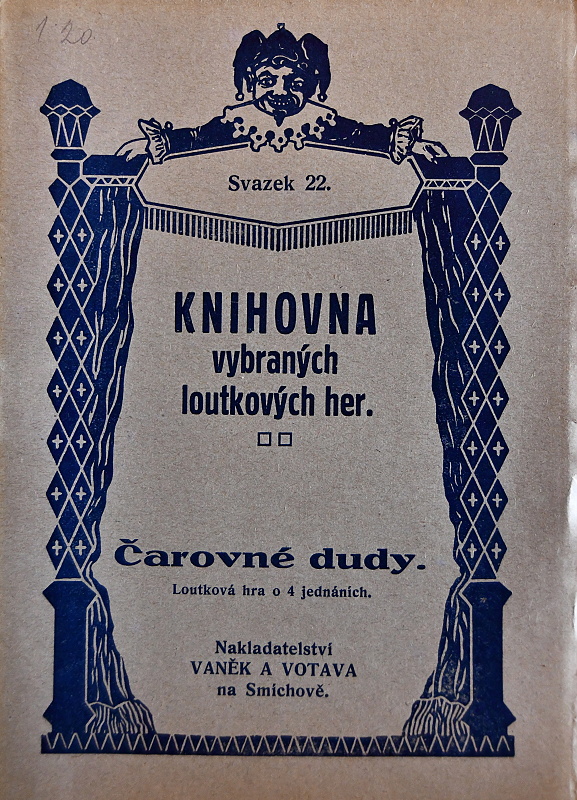 1·20
Svazek 22.
KNIHOVNA
vybraných
loutkových her.
Čarovné dudy.
Loutková hra o 4 jednáních.
Nakladatelství
VANĚK A VOTAVA
na Smíchově.